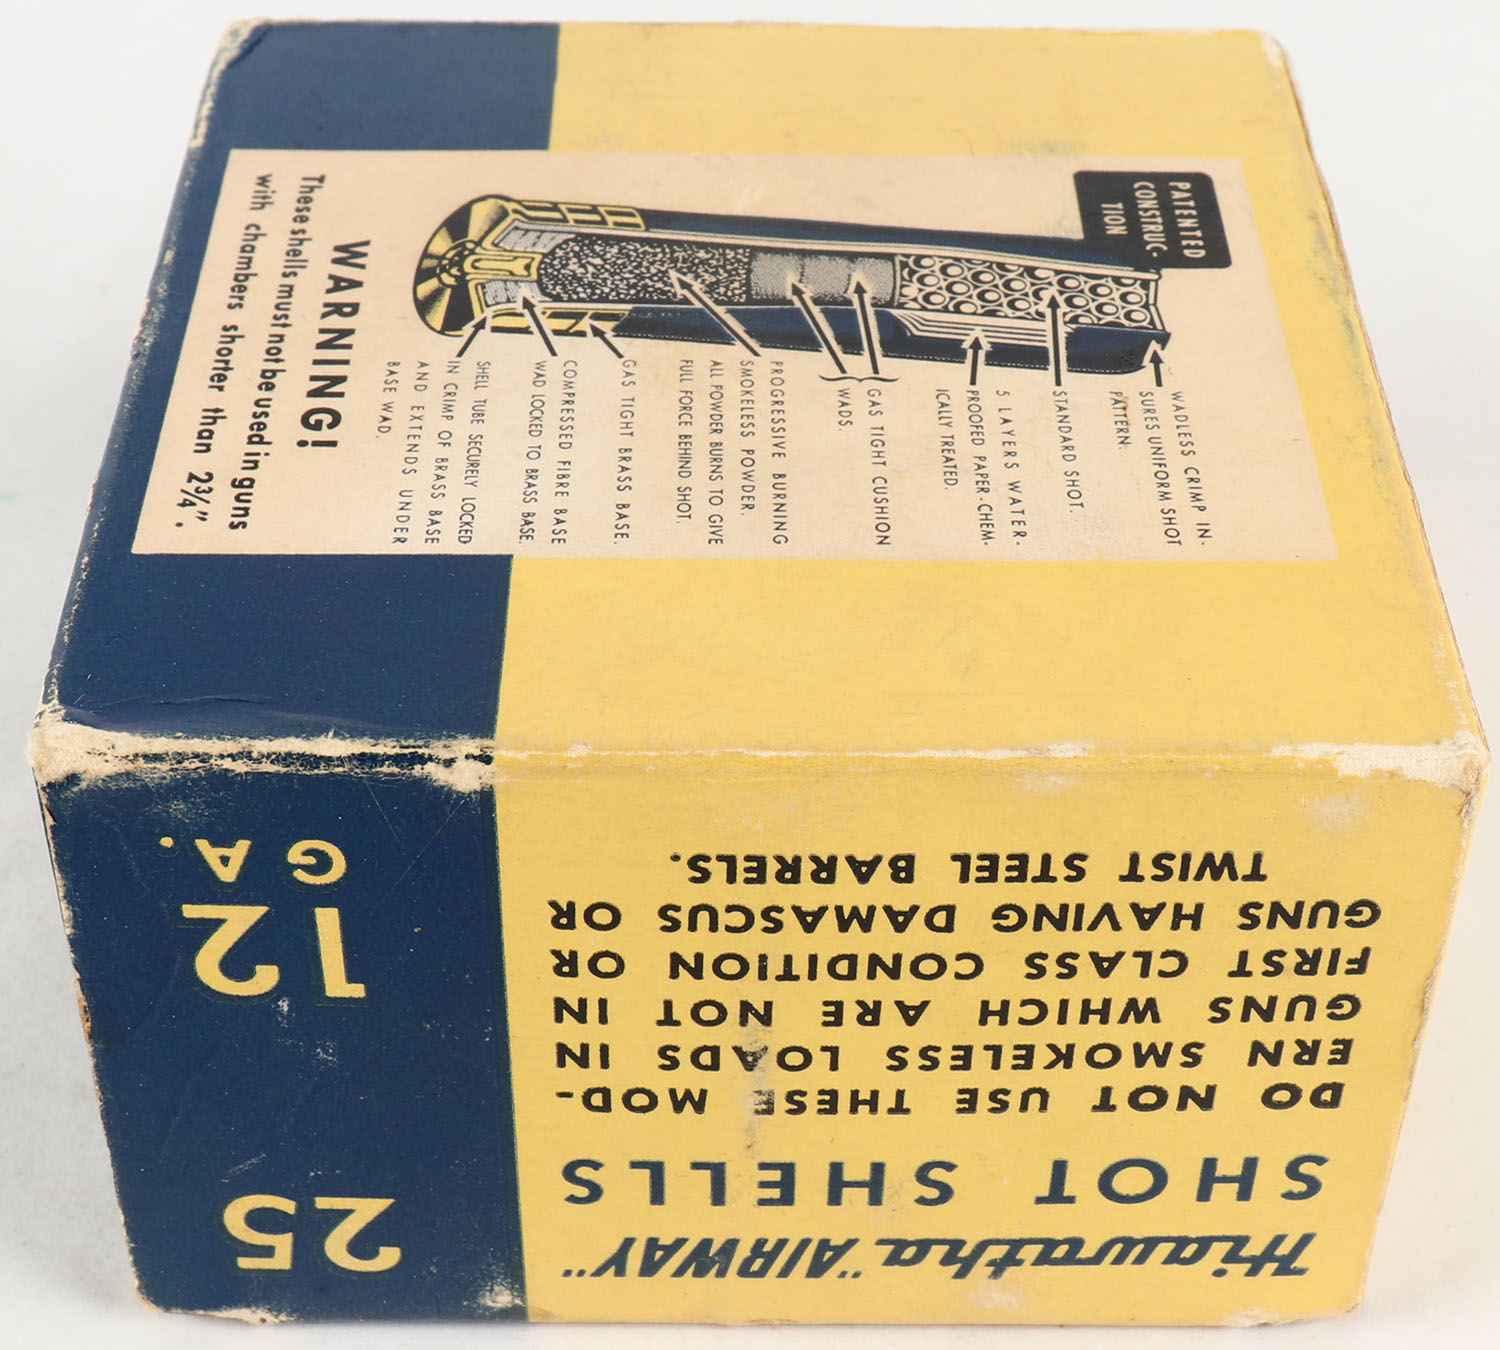 PATENTED
CONSTRUC-
TION
WADLESS CRIMP IN-
SURES UNIFORM SHOT
PATTERN.
STANDARD SHOT.
5 LAYERS WATER-
PROOFED PAPER-CHEM-
ICALLY TREATED.
GAS TIGHT CUSHION
WADS.
PROGRESSIVE BURNING
SMOKELESS POWDER.
ALL POWDER BURNS TO GIVE
FULL FORCE BEHIND SHOT.
GAS TIGHT BRASS BASE.
COMPRESSED FIBRE BASE
WAD LOCKED TO BRASS BASE.
SHELL TUBE SECURELY LOCKED
IN CRIMP OF BRASS BASE
AND EXTENDS UNDER
BASE WAD.
WARNING!
These shells must not be used in guns
with chambers shorter than 2¾".
Hiawatha "AIRWAY"
SHOT SHELLS
DO NOT USE THESE MOD-
ERN SMOKELESS LOADS IN
GUNS WHICH ARE NOT IN
FIRST CLASS CONDITION OR
GUNS HAVING DAMASCUS OR
TWIST STEEL BARRELS.
25
12
GA.